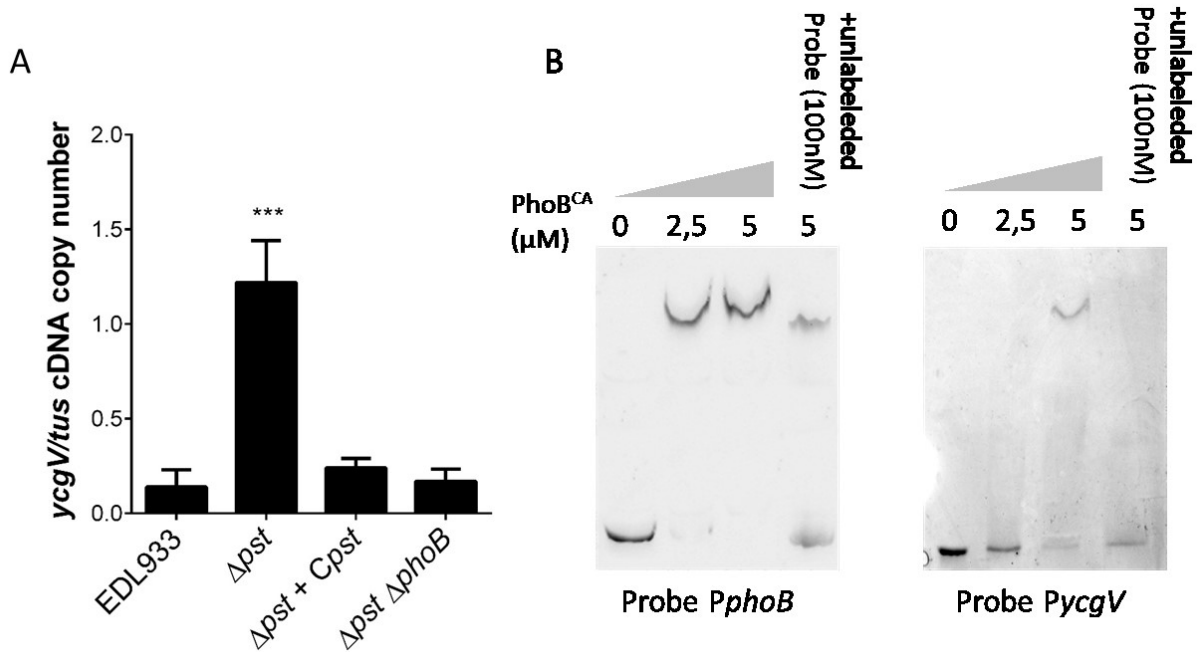 A
ycgV/tus cDNA copy number
2.0
1.5
1.0
0.5
0.0
***
EDL933
Δpst
Δpst + Cpst
Δpst ΔphoB
B
+unlabeleded
Probe (100nM)
PhoBCA
(µM)
0 2,5 5 5
Probe PphoB
+unlabeleded
Probe (100nM)
0 2,5 5 5
Probe PycgV